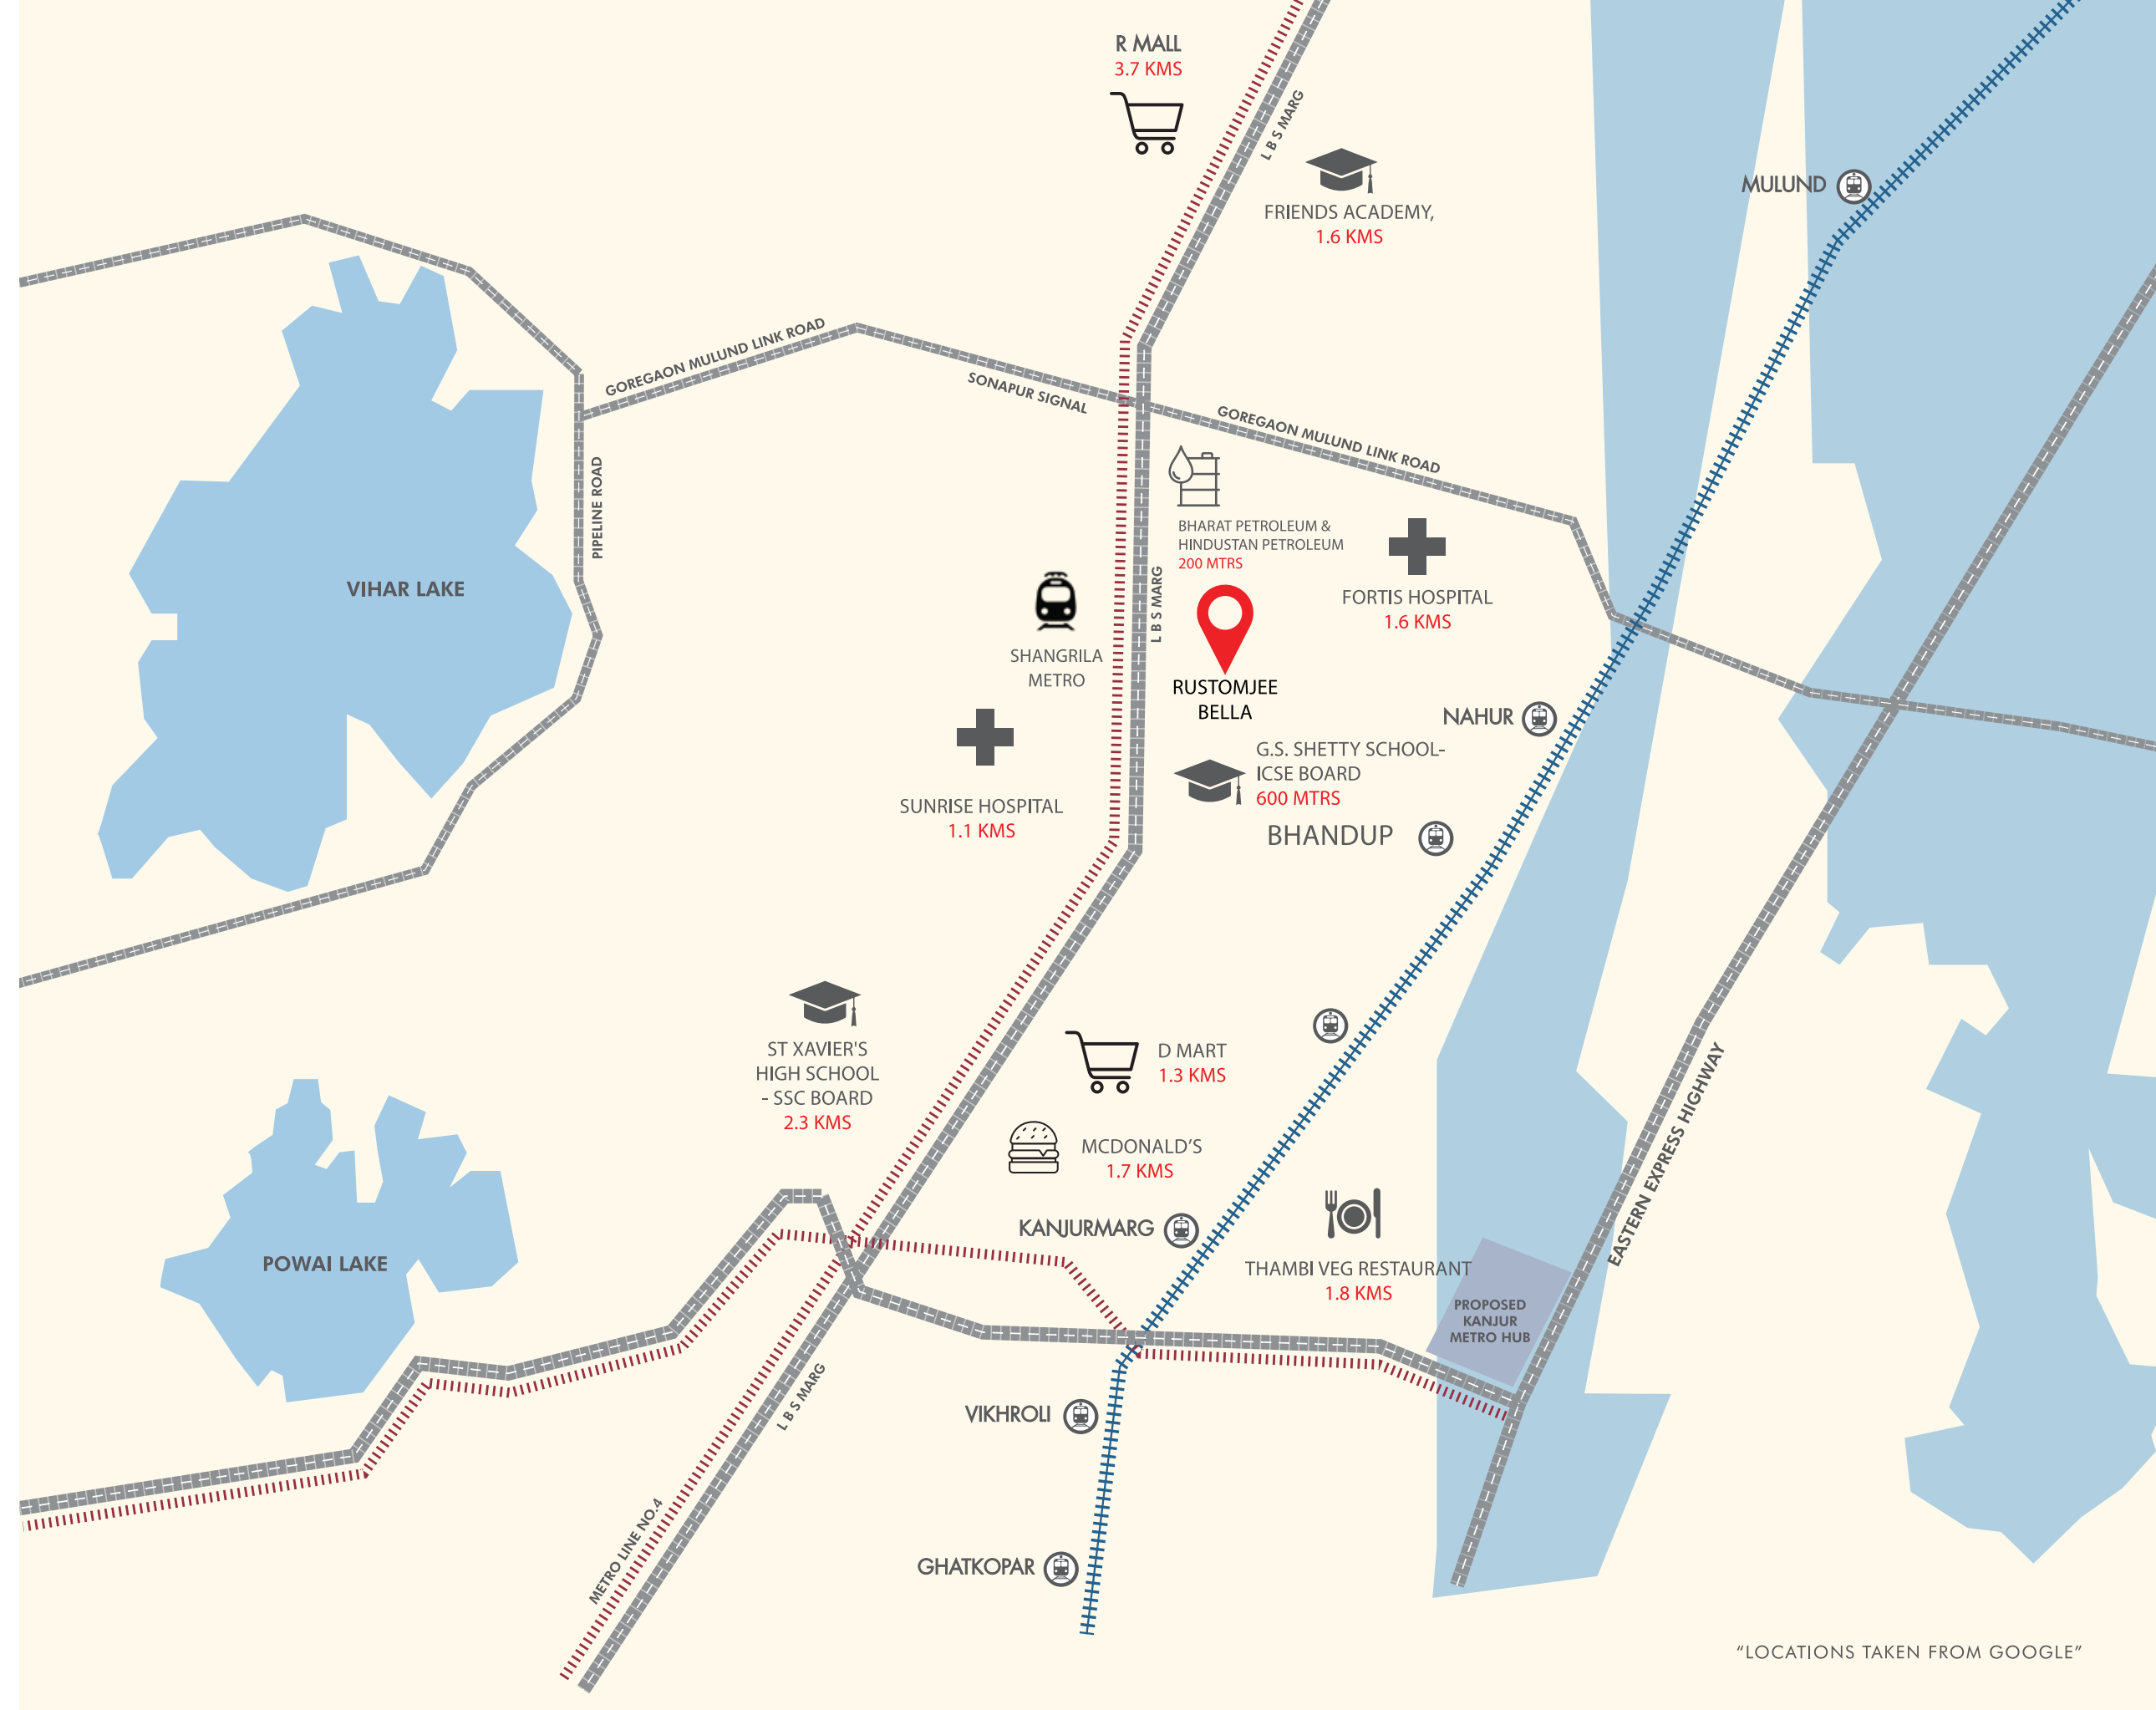 R MALL
3.7 KMS
L B S MARG
FRIENDS ACADEMY,
1.6 KMS
MULUND
GOREGAON MULUND LINK ROAD
SONAPUR SIGNAL
GOREGAON MULUND LINK ROAD
PIPELINE ROAD
VIHAR LAKE
BHARAT PETROLEUM &
HINDUSTAN PETROLEUM
200 MTRS
L B S MARG
FORTIS HOSPITAL
1.6 KMS
SHANGRILA
METRO
RUSTOMJEE
BELLA
NAHUR
G.S. SHETTY SCHOOL-
ICSE BOARD
600 MTRS
SUNRISE HOSPITAL
1.1 KMS
BHANDUP
ST XAVIER'S
HIGH SCHOOL
- SSC BOARD
2.3 KMS
D MART
1.3 KMS
MCDONALD’S
1.7 KMS
EASTERN EXPRESS HIGHWAY
KANJURMARG
POWAI LAKE
THAMBI VEG RESTAURANT
1.8 KMS
PROPOSED
KANJUR
METRO HUB
L B S MARG
VIKHROLI
METRO LINE NO.4
GHATKOPAR
“LOCATIONS TAKEN FROM GOOGLE”